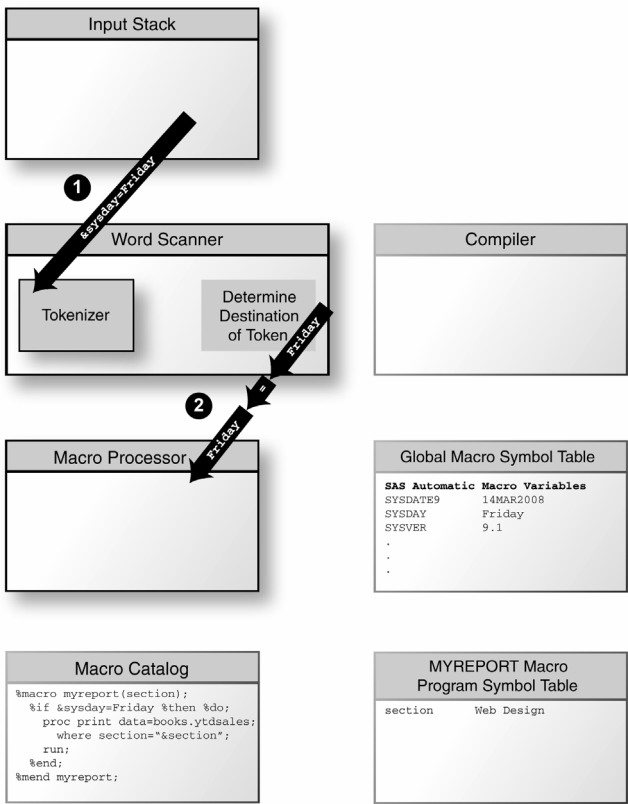 Input Stack
1
&sysday=Friday
Word Scanner
Tokenizer
Determine
Destination
of Token
Friday
=
Friday
2
Compiler
Macro Processor
Global Macro Symbol Table
SAS Automatic Macro Variables
SYSDATE9 14MAR2008
SYSDAY Friday
SYSVER 9.1
.
.
.
Macro Catalog
%macro myreport(section);
%if &sysday=Friday %then %do;
proc print data=books.ytdsales;
where section=“&section”;
run;
%end;
%mend myreport;
MYREPORT Macro
Program Symbol Table
section Web Design